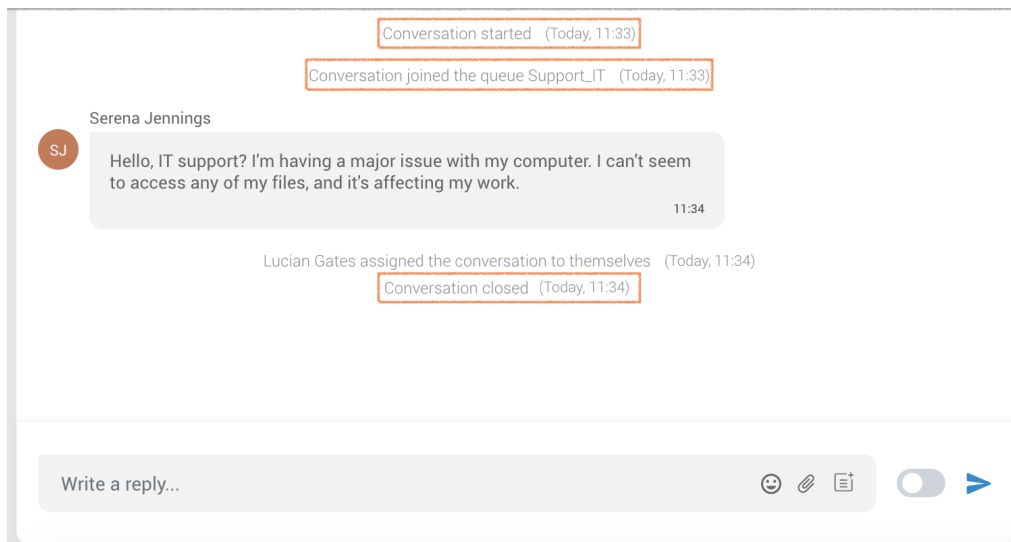 Conversation started (Today, 11:33)
Conversation joined the queue Support_IT (Today, 11:33)
Serena Jennings
SJ
Hello, IT support? I'm having a major issue with my computer. I can't seem
to access any of my files, and it's affecting my work.
11:34
Lucian Gates assigned the conversation to themselves (Today, 11:34)
Conversation closed (Today, 11:34)
Write a reply...